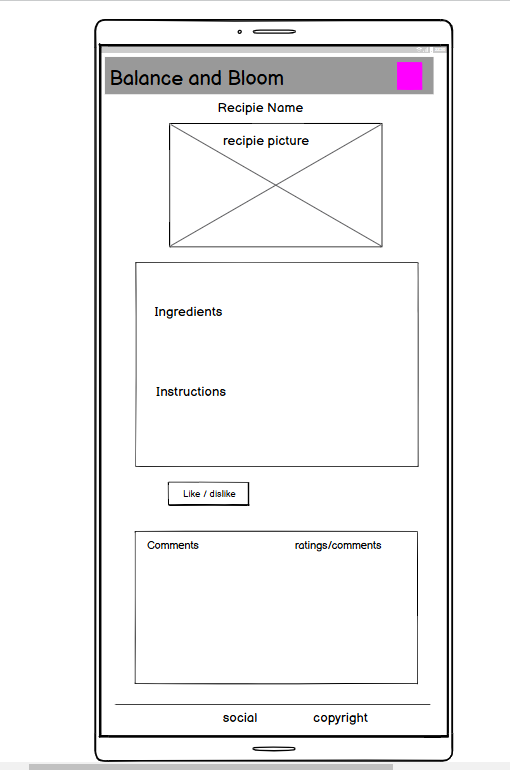 Balance and Bloom
Recipie Name
recipie picture
Ingredients
Instructions
Like / dislike
Comments ratings/comments
social copyright